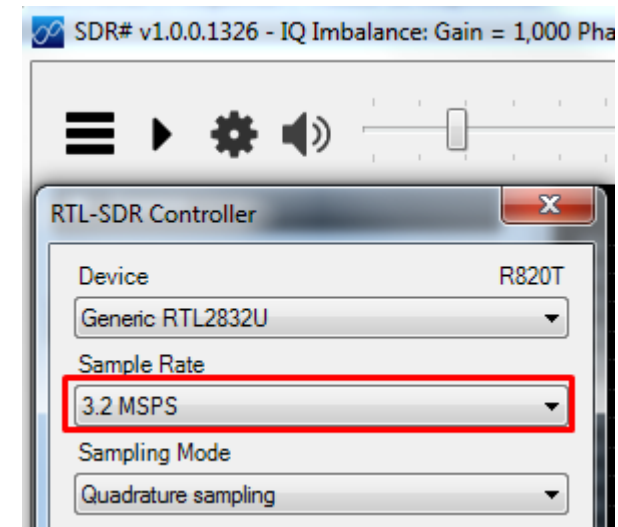 SDR# v1.0.0.1326 - IQ Imbalance: Gain = 1,000 Pha
RTL-SDR Controller
Device R820T
Generic RTL2832U
Sample Rate
3.2 MSPS
Sampling Mode
Quadrature sampling